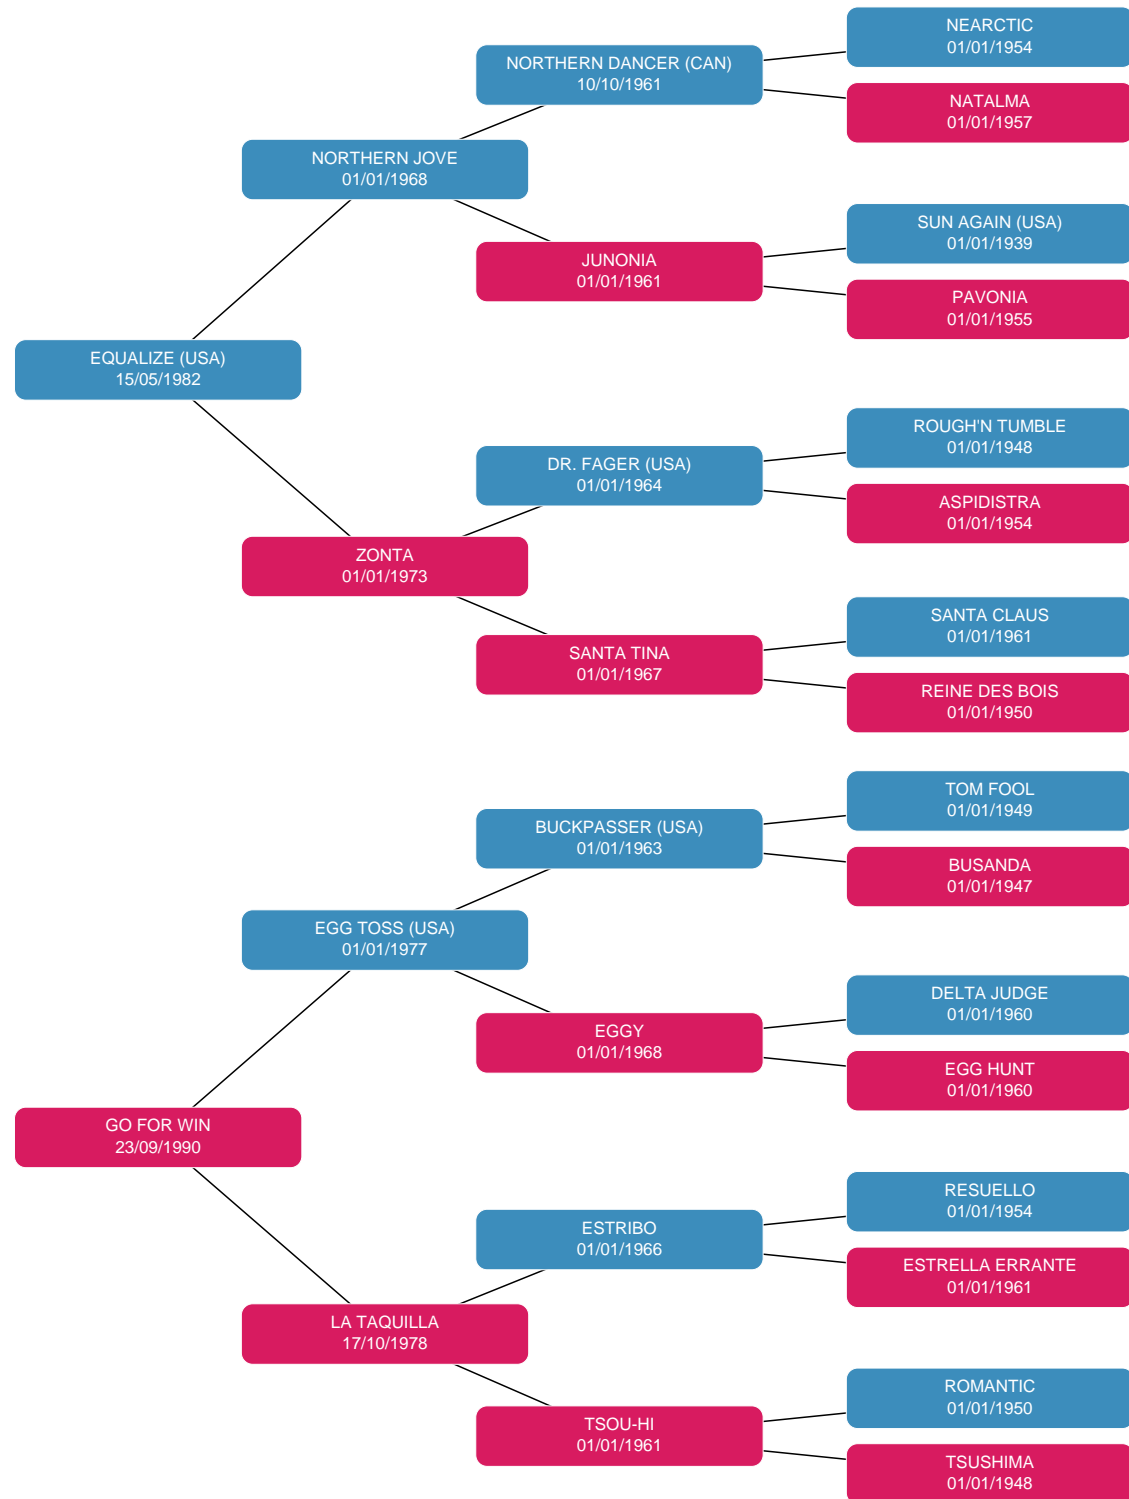 NEARCTIC
01/01/1954
NORTHERN DANCER (CAN)
10/10/1961
NATALMA
01/01/1957
NORTHERN JOVE
01/01/1968
SUN AGAIN (USA)
01/01/1939
JUNONIA
01/01/1961
PAVONIA
01/01/1955
EQUALIZE (USA)
15/05/1982
ROUGH'N TUMBLE
01/01/1948
DR. FAGER (USA)
01/01/1964
ASPIDISTRA
01/01/1954
ZONTA
01/01/1973
SANTA CLAUS
01/01/1961
SANTA TINA
01/01/1967
REINE DES BOIS
01/01/1950
TOM FOOL
01/01/1949
BUCKPASSER (USA)
01/01/1963
BUSANDA
01/01/1947
EGG TOSS (USA)
01/01/1977
DELTA JUDGE
01/01/1960
EGGY
01/01/1968
EGG HUNT
01/01/1960
GO FOR WIN
23/09/1990
RESUELLO
01/01/1954
ESTRIBO
01/01/1966
ESTRELLA ERRANTE
01/01/1961
LA TAQUILLA
17/10/1978
ROMANTIC
01/01/1950
TSOU-HI
01/01/1961
TSUSHIMA
01/01/1948